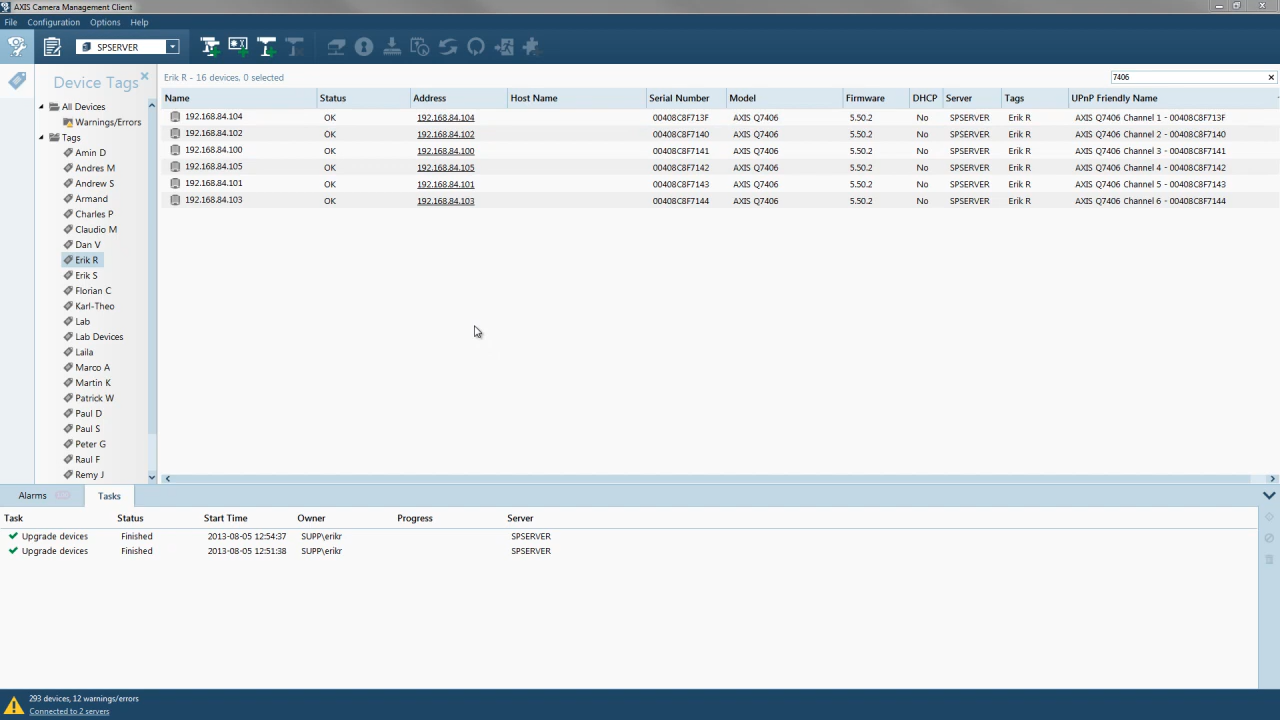 AXIS Camera Management Client
File Configuration Options Help
SPSERVER
Device Tags
Erik R - 16 devices, 0 selected
7406
All Devices
Warnings/Errors
Tags
Amin D
Andres M
Andrew S
Armand
Charles P
Claudio M
Dan V
Erik R
Erik S
Florian C
Karl-Theo
Lab
Lab Devices
Laila
Marco A
Martin K
Patrick W
Paul D
Paul S
Peter G
Raul F
Remy J
Name Status Address Host Name Serial Number Model Firmware DHCP Server Tags UPnP Friendly Name
192.168.84.104 OK 192.168.84.104 00408C8F713F AXIS Q7406 5.50.2 No SPSERVER Erik R AXIS Q7406 Channel 1 - 00408C8F713F
192.168.84.102 OK 192.168.84.102 00408C8F7140 AXIS Q7406 5.50.2 No SPSERVER Erik R AXIS Q7406 Channel 2 - 00408C8F7140
192.168.84.100 OK 192.168.84.100 00408C8F7141 AXIS Q7406 5.50.2 No SPSERVER Erik R AXIS Q7406 Channel 3 - 00408C8F7141
192.168.84.105 OK 192.168.84.105 00408C8F7142 AXIS Q7406 5.50.2 No SPSERVER Erik R AXIS Q7406 Channel 4 - 00408C8F7142
192.168.84.101 OK 192.168.84.101 00408C8F7143 AXIS Q7406 5.50.2 No SPSERVER Erik R AXIS Q7406 Channel 5 - 00408C8F7143
192.168.84.103 OK 192.168.84.103 00408C8F7144 AXIS Q7406 5.50.2 No SPSERVER Erik R AXIS Q7406 Channel 6 - 00408C8F7144
Alarms Tasks
Task Status Start Time Owner Progress Server
Upgrade devices Finished 2013-08-05 12:54:37 SUPP\erikr SPSERVER
Upgrade devices Finished 2013-08-05 12:51:38 SUPP\erikr SPSERVER
293 devices, 12 warnings/errors
Connected to 2 servers